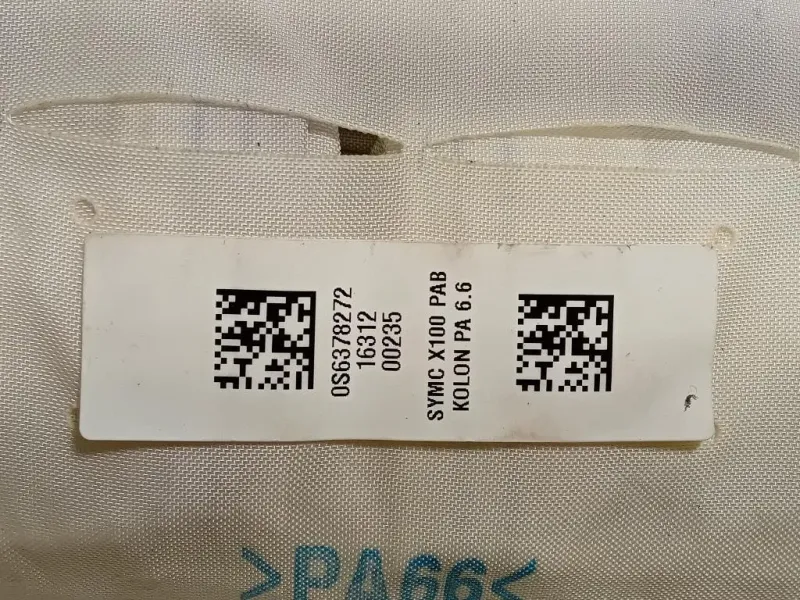 0S6378272
16312
00235
SYMC X100 PAB
KOLON PA 6.6
>PA66<